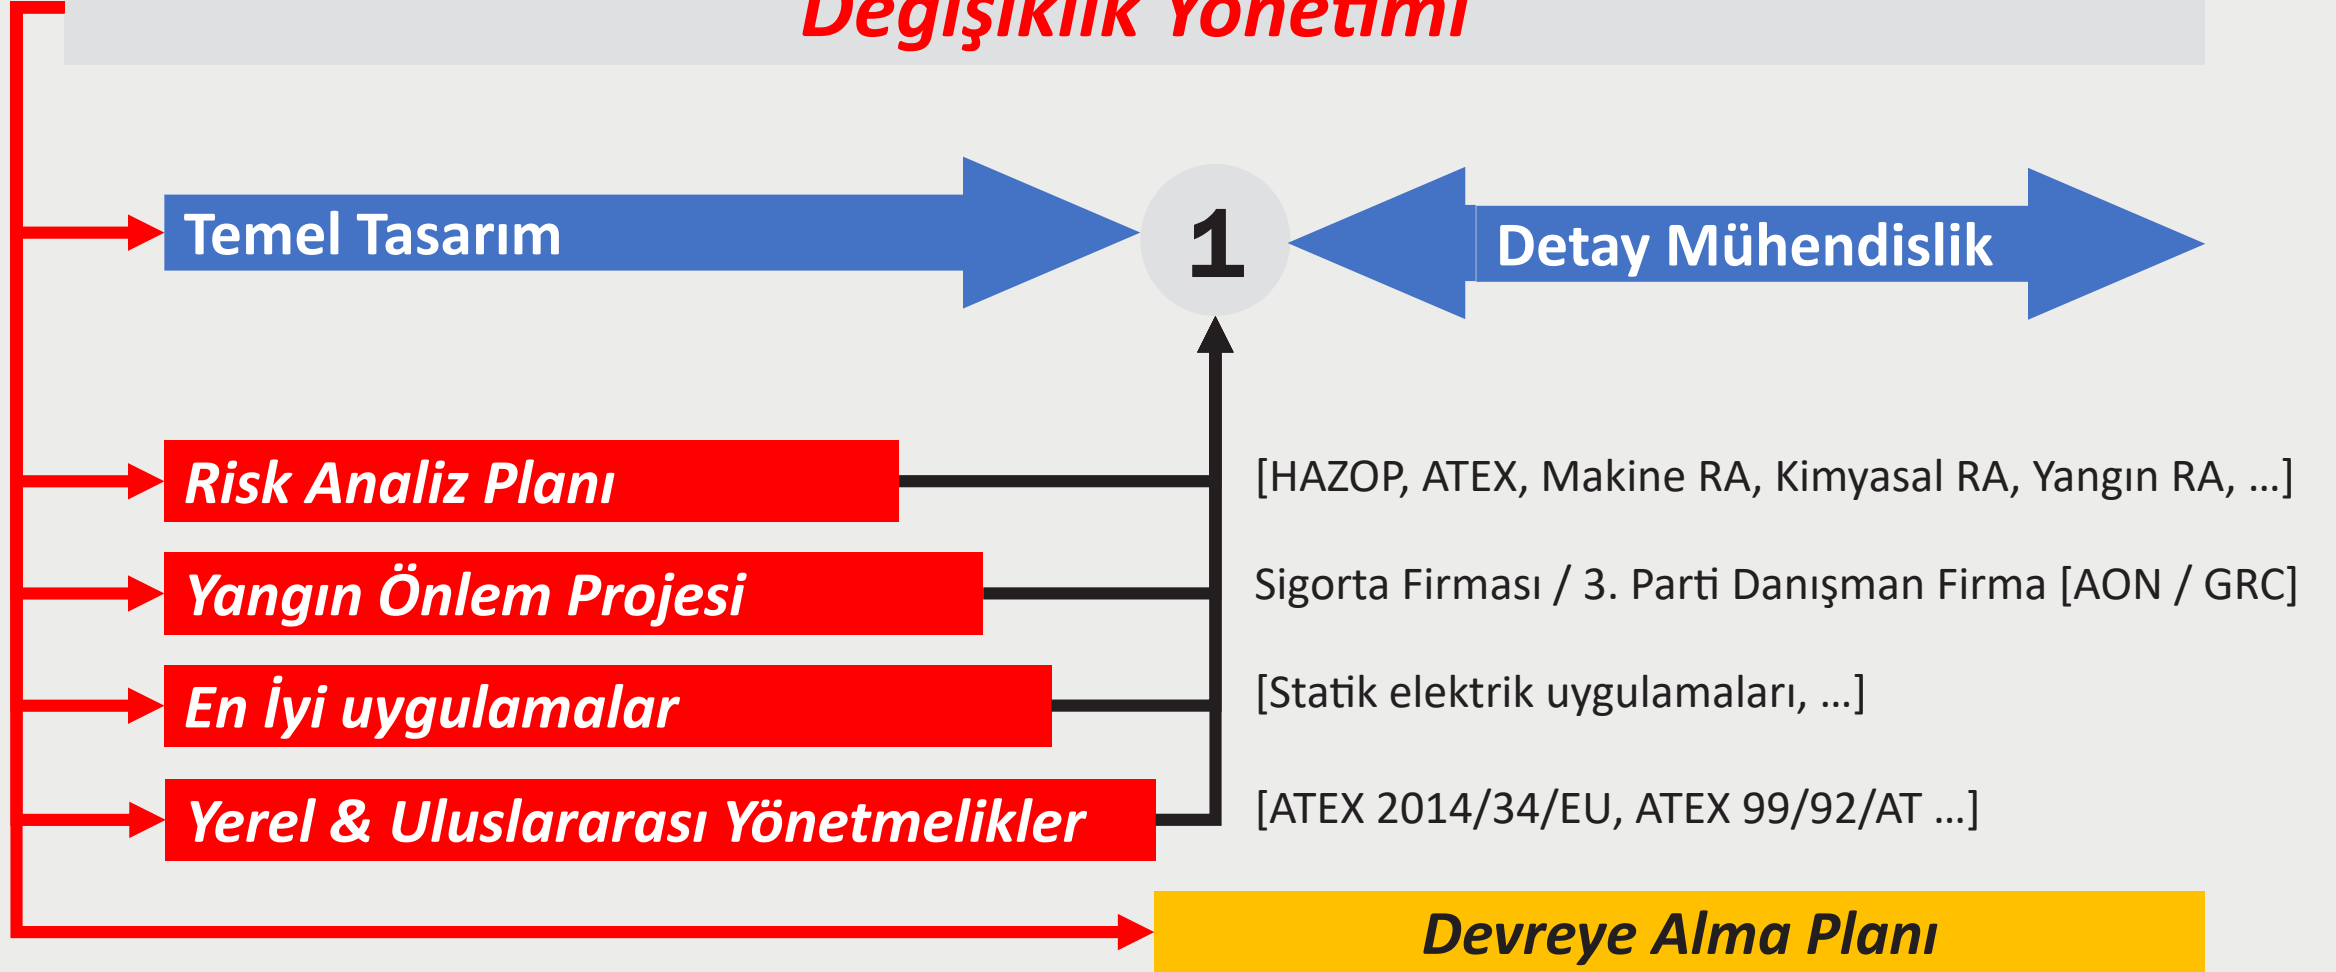 Değişiklik Yönetimi
Temel Tasarım
1
Detay Mühendislik
Risk Analiz Planı
[HAZOP, ATEX, Makine RA, Kimyasal RA, Yangın RA, ...]
Yangın Önlem Projesi
Sigorta Firması / 3. Parti Danışman Firma [AON / GRC]
En İyi uygulamalar
[Statik elektrik uygulamaları, ...]
Yerel & Uluslararası Yönetmelikler
[ATEX 2014/34/EU, ATEX 99/92/AT ...]
Devreye Alma Planı